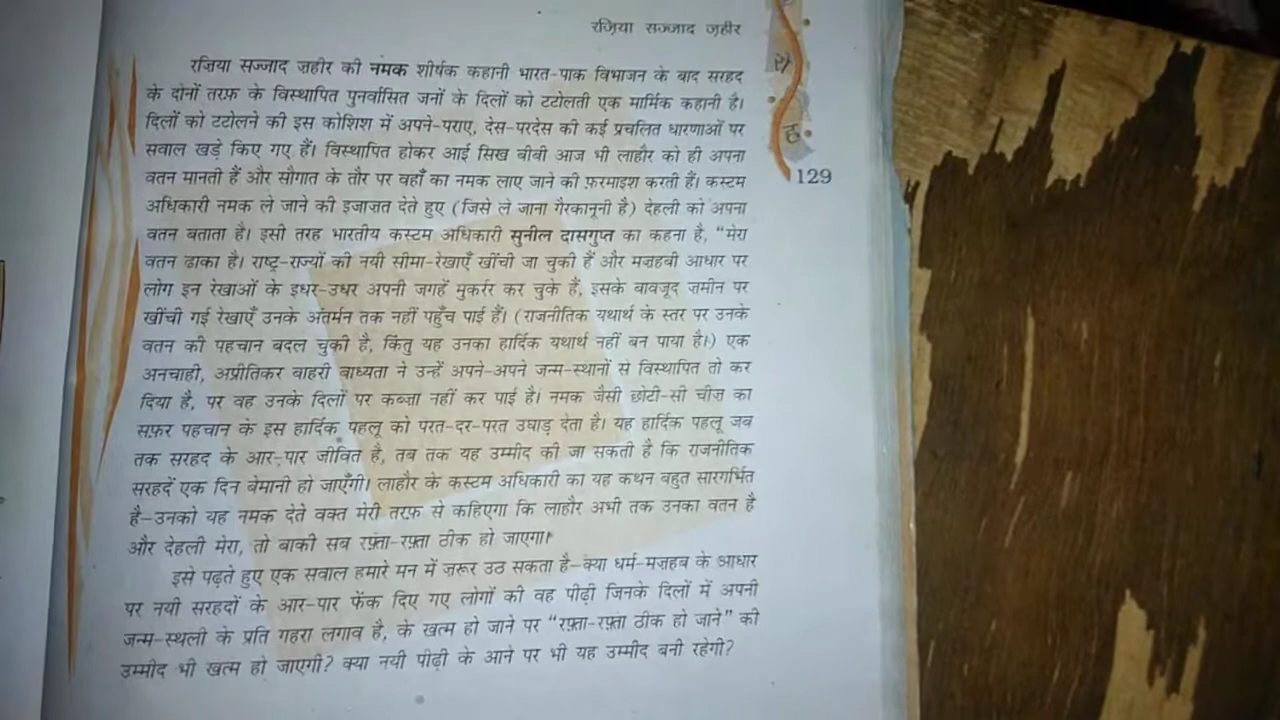 रज़िया सज्जाद ज़हीर
रज़िया सज्जाद ज़हीर की नमक शीर्षक कहानी भारत-पाक विभाजन के बाद सरहद
के दोनों तरफ़ के विस्थापित पुनर्वासित जनों के दिलों को टटोलती एक मार्मिक कहानी है।
दिलों को टटोलने की इस कोशिश में अपने-पराए, देस-परदेस की कई प्रचलित धारणाओं पर
सवाल खड़े किए गए हैं। विस्थापित होकर आई सिख बीबी आज भी लाहौर को ही अपना
129
वतन मानती हैं और सौगात के तौर पर वहाँ का नमक लाए जाने की फ़रमाइश करती हैं। कस्टम
अधिकारी नमक ले जाने की इजाज़त देते हुए (जिसे ले जाना गैरकानूनी है) देहली को अपना
वतन बताता है। इसी तरह भारतीय कस्टम अधिकारी सुनील दासगुप्त का कहना है, “मेरा
वतन ढाका है। राष्ट्र-राज्यों की नयी सीमा-रेखाएँ खींची जा चुकी हैं और मज़हबी आधार पर
लोग इन रेखाओं के इधर-उधर अपनी जगहें मुकर्रर कर चुके हैं, इसके बावजूद ज़मीन पर
खींची गई रेखाएँ उनके अंतर्मन तक नहीं पहुँच पाई हैं। (राजनीतिक यथार्थ के स्तर पर उनके
वतन की पहचान बदल चुकी है, किंतु यह उनका हार्दिक यथार्थ नहीं बन पाया है।) एक
अनचाही, अप्रीतिकर बाहरी बाध्यता ने उन्हें अपने-अपने जन्म-स्थानों से विस्थापित तो कर
दिया है, पर वह उनके दिलों पर कब्ज़ा नहीं कर पाई है। नमक जैसी छोटी-सी चीज़ का
सफ़र पहचान के इस हार्दिक पहलू को परत-दर-परत उघाड़ देता है। यह हार्दिक पहलू जब
तक सरहद के आर-पार जीवित है, तब तक यह उम्मीद की जा सकती है कि राजनीतिक
सरहदें एक दिन बेमानी हो जाएँगी। लाहौर के कस्टम अधिकारी का यह कथन बहुत सारगर्भित
है–उनको यह नमक देते वक्त मेरी तरफ़ से कहिएगा कि लाहौर अभी तक उनका वतन है
और देहली मेरा, तो बाकी सब रफ़्ता-रफ़्ता ठीक हो जाएगा।
इसे पढ़ते हुए एक सवाल हमारे मन में ज़रूर उठ सकता है–क्या धर्म-मज़हब के आधार
पर नयी सरहदों के आर-पार फेंक दिए गए लोगों की वह पीढ़ी जिनके दिलों में अपनी
जन्म-स्थली के प्रति गहरा लगाव है, के खत्म हो जाने पर “रफ़्ता-रफ़्ता ठीक हो जाने” की
उम्मीद भी खत्म हो जाएगी? क्या नयी पीढ़ी के आने पर भी यह उम्मीद बनी रहेगी?